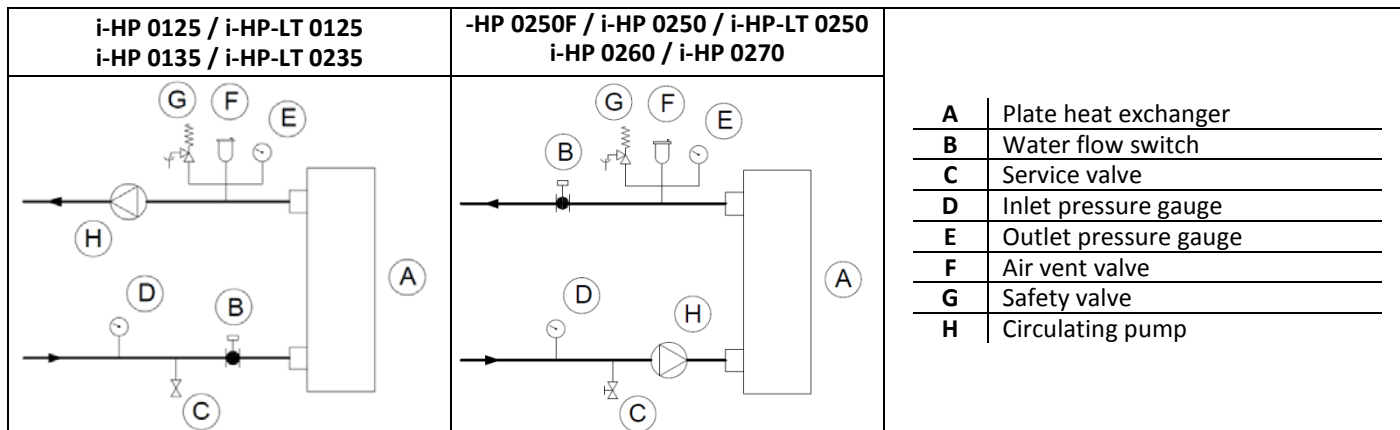 i-HP 0125 / i-HP-LT 0125
i-HP 0135 / i-HP-LT 0235
G
F
E
H
A
D
B
C
-HP 0250F / i-HP 0250 / i-HP-LT 0250
i-HP 0260 / i-HP 0270
G
F
E
B
A
D
H
C
A Plate heat exchanger
B Water flow switch
C Service valve
D Inlet pressure gauge
E Outlet pressure gauge
F Air vent valve
G Safety valve
H Circulating pump